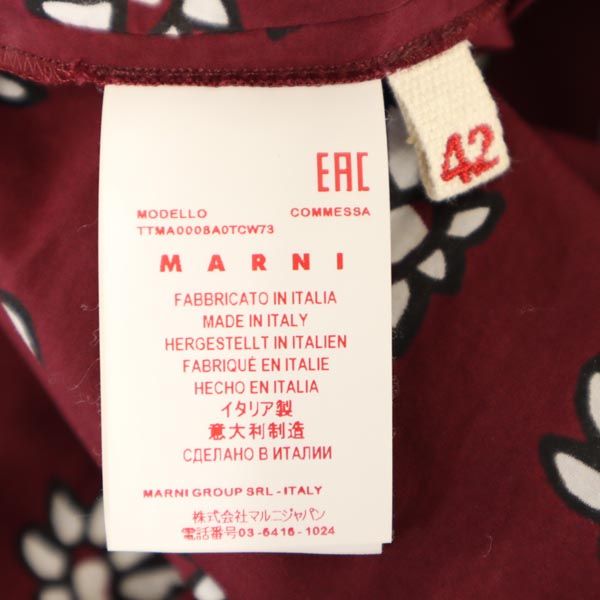 42
EAC
MODELLO COMMESSA
TTMA0008A0TCW73
MARNI
FABBRICATO IN ITALIA
MADE IN ITALY
HERGESTELLT IN ITALIEN
FABRIQUÉ EN ITALIE
HECHO EN ITALIA
イタリア製
意大利制造
СДЕЛАНО В ИТАЛИИ
MARNI GROUP SRL - ITALY
株式会社マルニジャパン
電話番号03-6416-1024